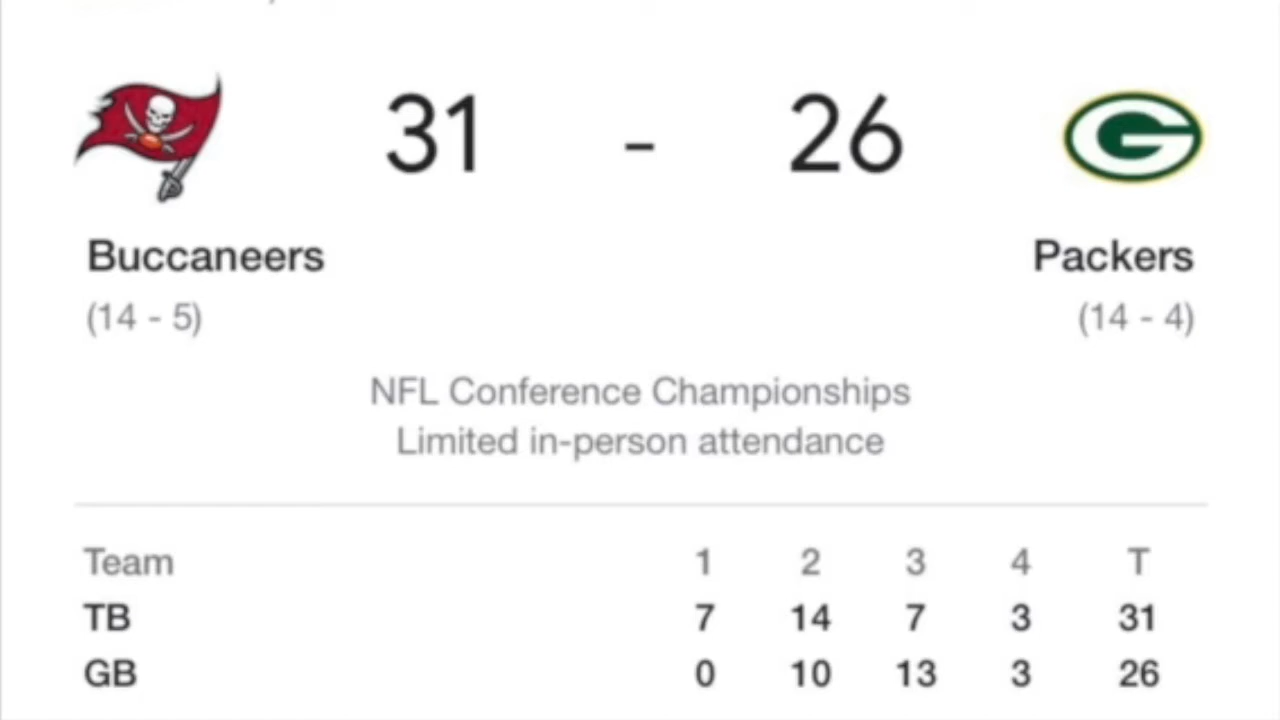 31 - 26
Buccaneers Packers
(14 - 5) (14 - 4)
NFL Conference Championships
Limited in-person attendance
Team 1 2 3 4 T
TB 7 14 7 3 31
GB 0 10 13 3 26